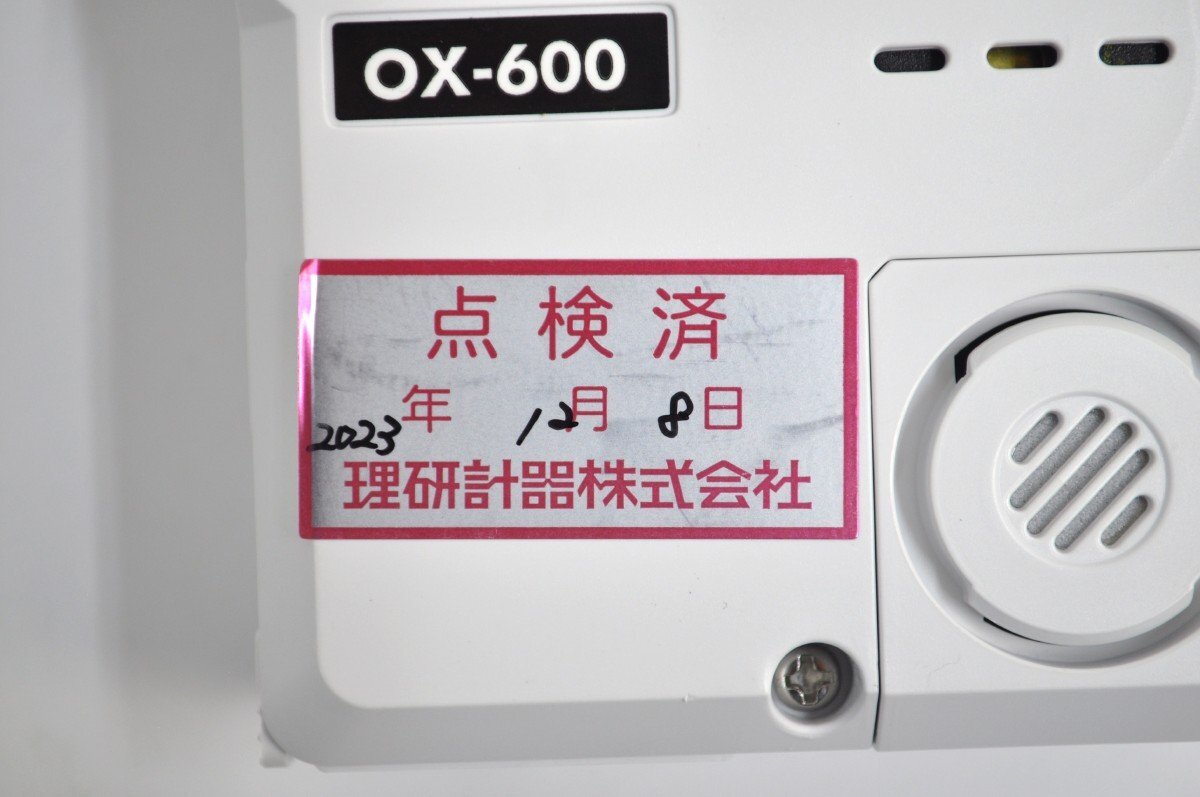 OX-600
点検済
2023年 12月 8日
理研計器株式会社